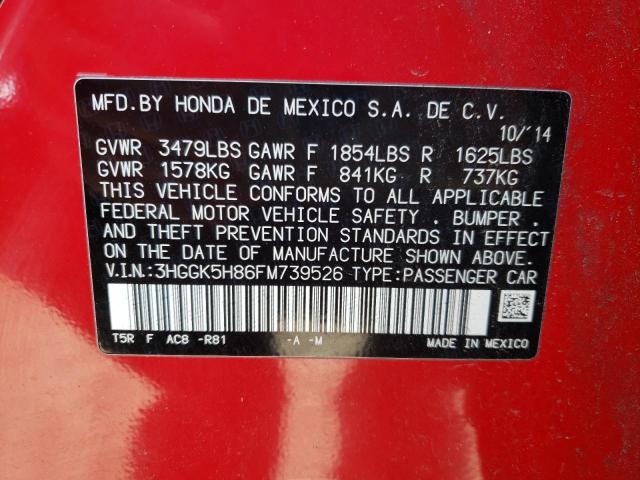 MFD.BY HONDA DE MEXICO S.A. DE C.V.
10/'14
GVWR 3479LBS GAWR F 1854LBS R 1625LBS
GVWR 1578KG GAWR F 841KG R 737KG
THIS VEHICLE CONFORMS TO ALL APPLICABLE
FEDERAL MOTOR VEHICLE SAFETY . BUMPER .
AND THEFT PREVENTION STANDARDS IN EFFECT
ON THE DATE OF MANUFACTURE SHOWN ABOVE.
V.I.N.:3HGGK5H86FM739526 TYPE:PASSENGER CAR
T5R F AC8 -R81 -A -M MADE IN MEXICO